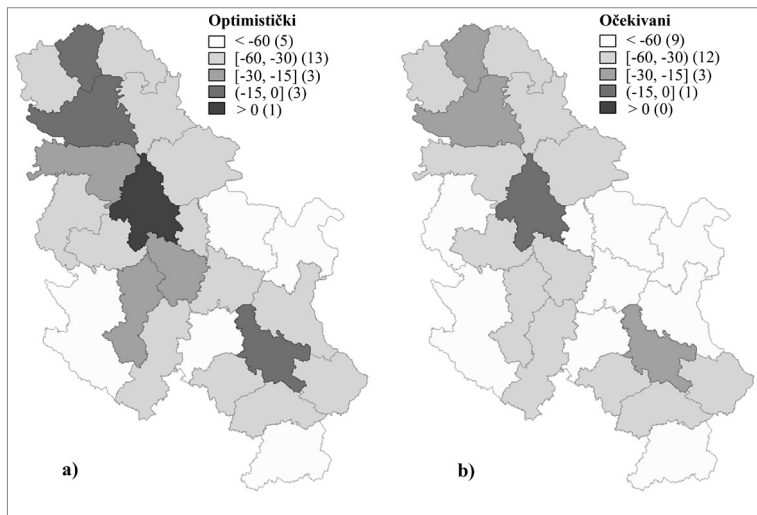 Optimistički
< -60 (5)
[-60, -30) (13)
[-30, -15] (3)
(-15, 0] (3)
> 0 (1)
a)
Očekivani
< -60 (9)
[-60, -30) (12)
[-30, -15] (3)
(-15, 0] (1)
> 0 (0)
b)